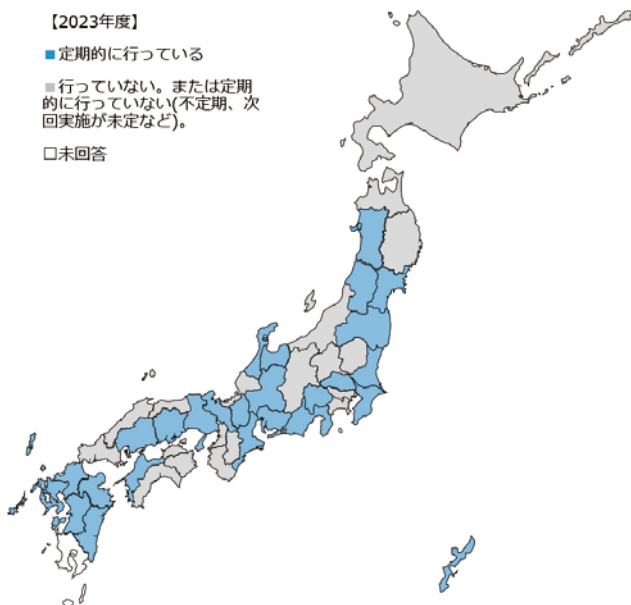 【2023年度】
■定期的に行っている
■行っていない。または定期
的に行っていない(不定期、次
回実施が未定など)。
□未回答